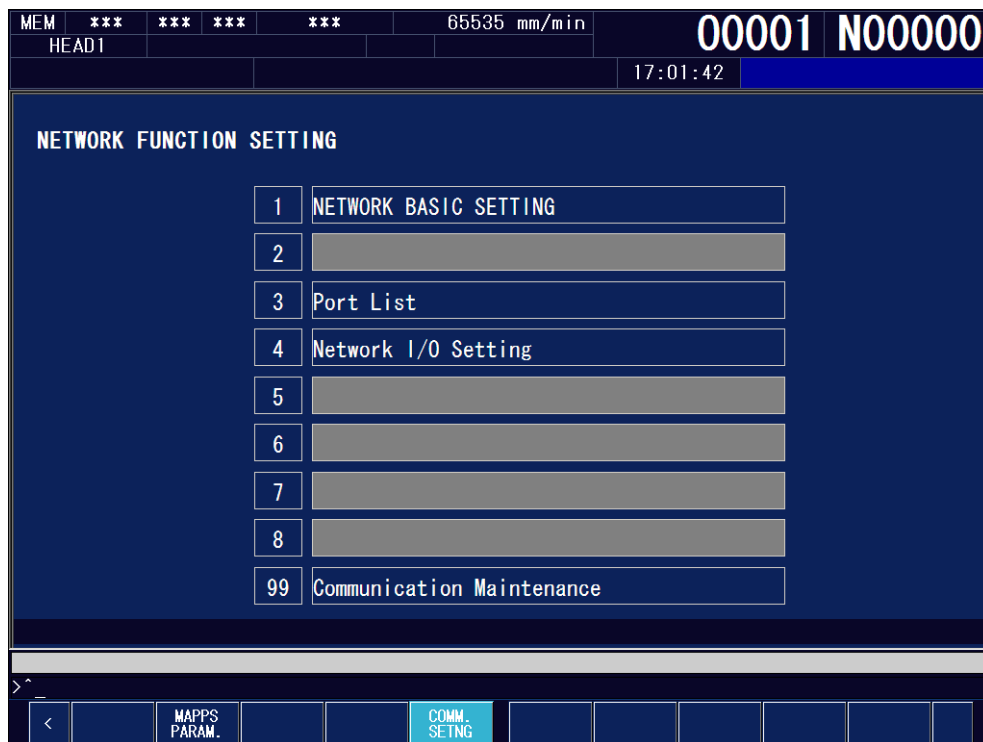 MEM *** *** *** *** 65535 mm/min 00001 N00000
HEAD1
17:01:42
NETWORK FUNCTION SETTING
1 NETWORK BASIC SETTING
2
3 Port List
4 Network I/O Setting
5
6
7
8
99 Communication Maintenance
>^_
< MAPPS PARAM. COMM. SETNG